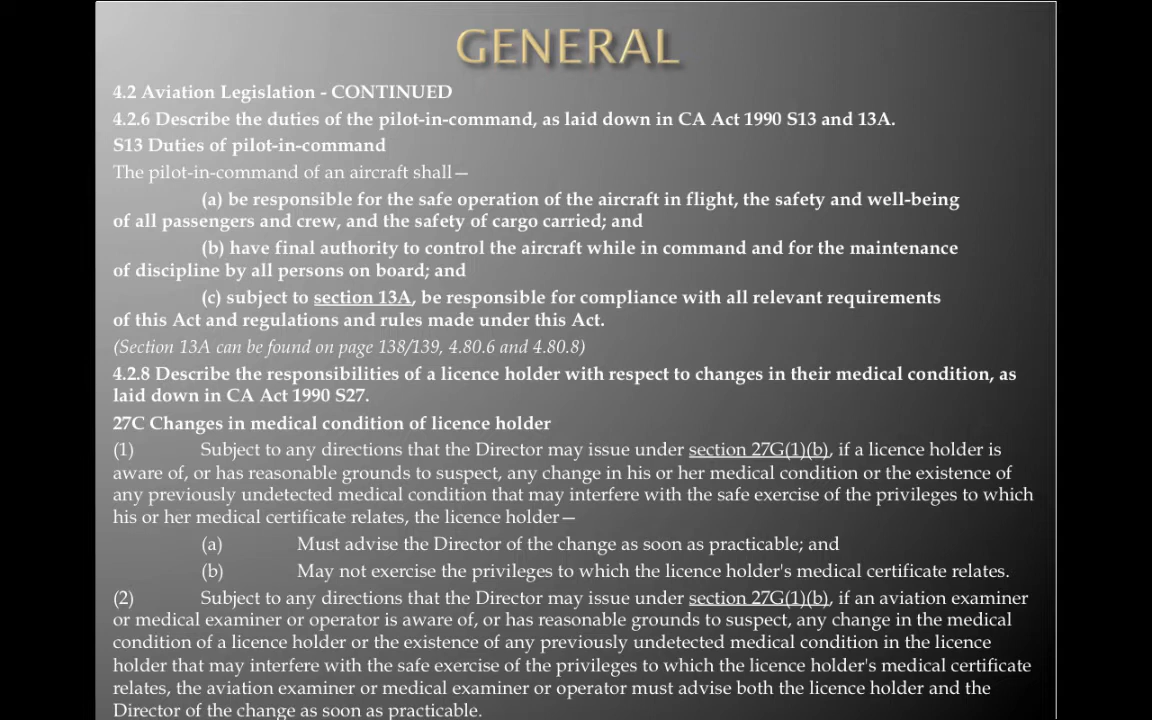 GENERAL
4.2 Aviation Legislation - CONTINUED
4.2.6 Describe the duties of the pilot-in-command, as laid down in CA Act 1990 S13 and 13A.
S13 Duties of pilot-in-command
The pilot-in-command of an aircraft shall—
(a) be responsible for the safe operation of the aircraft in flight, the safety and well-being
of all passengers and crew, and the safety of cargo carried; and
(b) have final authority to control the aircraft while in command and for the maintenance
of discipline by all persons on board; and
(c) subject to section 13A, be responsible for compliance with all relevant requirements
of this Act and regulations and rules made under this Act.
(Section 13A can be found on page 138/139, 4.80.6 and 4.80.8)
4.2.8 Describe the responsibilities of a licence holder with respect to changes in their medical condition, as
laid down in CA Act 1990 S27.
27C Changes in medical condition of licence holder
(1) Subject to any directions that the Director may issue under section 27G(1)(b), if a licence holder is
aware of, or has reasonable grounds to suspect, any change in his or her medical condition or the existence of
any previously undetected medical condition that may interfere with the safe exercise of the privileges to which
his or her medical certificate relates, the licence holder—
(a) Must advise the Director of the change as soon as practicable; and
(b) May not exercise the privileges to which the licence holder's medical certificate relates.
(2) Subject to any directions that the Director may issue under section 27G(1)(b), if an aviation examiner
or medical examiner or operator is aware of, or has reasonable grounds to suspect, any change in the medical
condition of a licence holder or the existence of any previously undetected medical condition in the licence
holder that may interfere with the safe exercise of the privileges to which the licence holder's medical certificate
relates, the aviation examiner or medical examiner or operator must advise both the licence holder and the
Director of the change as soon as practicable.